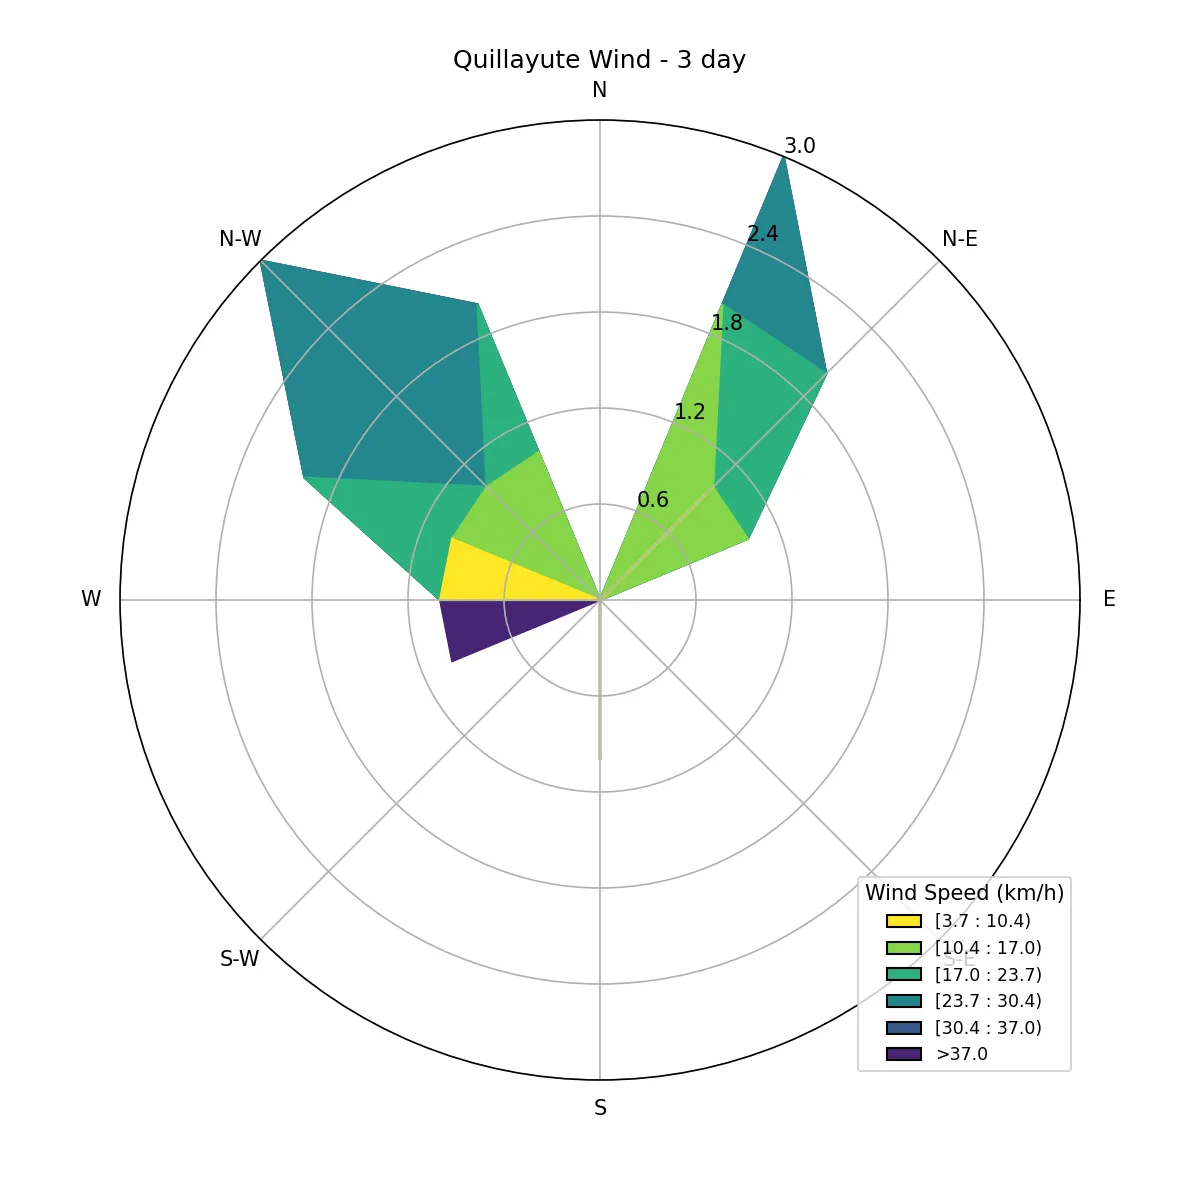 Quillayute Wind - 3 day
N
3.0
N-W
2.4
N-E
1.8
1.2
0.6
W
E
Wind Speed (km/h)
[3.7 : 10.4)
[10.4 : 17.0)
S-W
S-E
[17.0 : 23.7)
[23.7 : 30.4)
[30.4 : 37.0)
>37.0
S